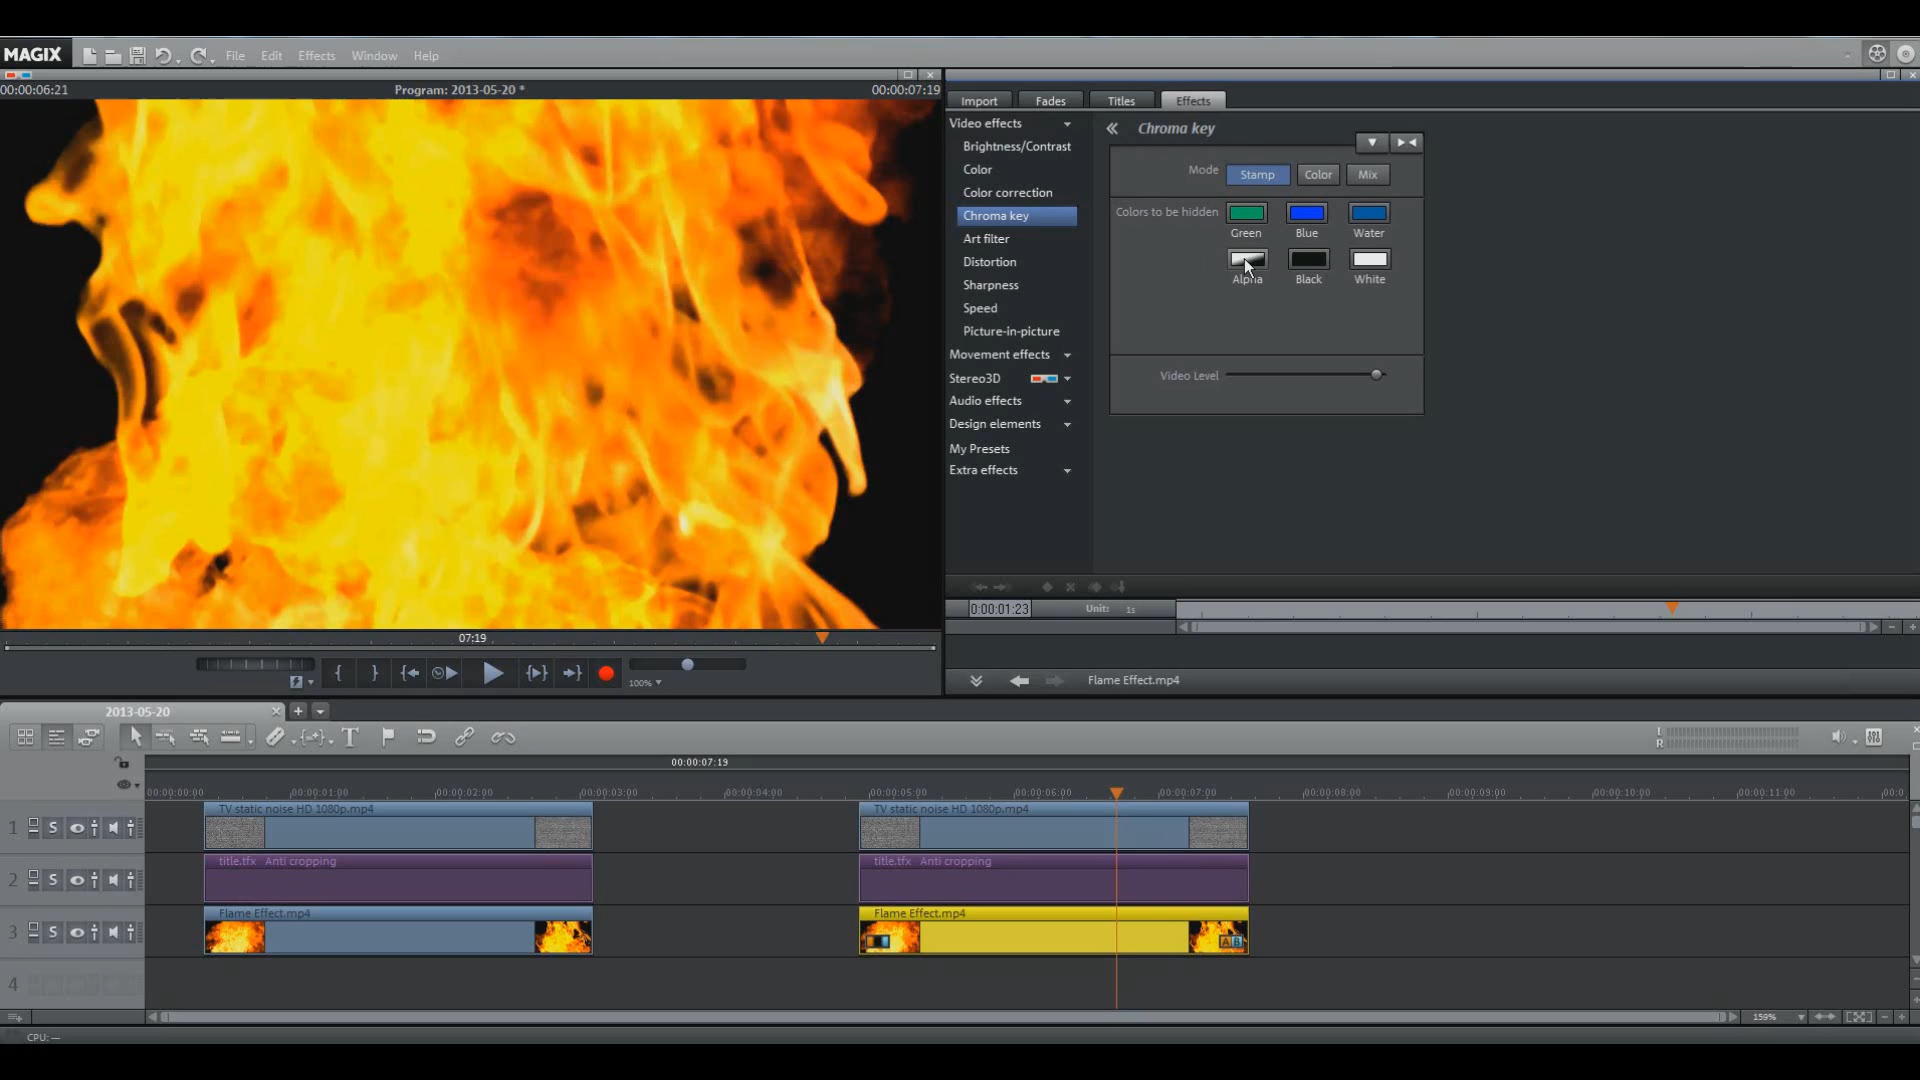 MAGIX File Edit Effects Window Help
00:00:06:21 Program: 2013-05-20 * 00:00:07:19
Import Fades Titles Effects
Video effects
Brightness/Contrast
Color
Color correction
Chroma key
Art filter
Distortion
Sharpness
Speed
Picture-in-picture
Movement effects
Stereo3D
Audio effects
Design elements
My Presets
Extra effects
Chroma key
Mode Stamp Color Mix
Colors to be hidden
Green Blue Water
Alpha Black White
Video Level
0:00:01:23 Unit: 1s
07:19
100%
Flame Effect.mp4
2013-05-20
L
R
00:00:07:19
00:00:00:00 00:00:01:00 00:00:02:00 00:00:03:00 00:00:04:00 00:00:05:00 00:00:06:00 00:00:07:00 00:00:08:00 00:00:09:00 00:00:10:00 00:00:11:00 00:0
1 S TV static noise HD 1080p.mp4 TV static noise HD 1080p.mp4
2 S title.tfx Anti cropping title.tfx Anti cropping
3 S Flame Effect.mp4 Flame Effect.mp4
A B
4
159%
CPU: —